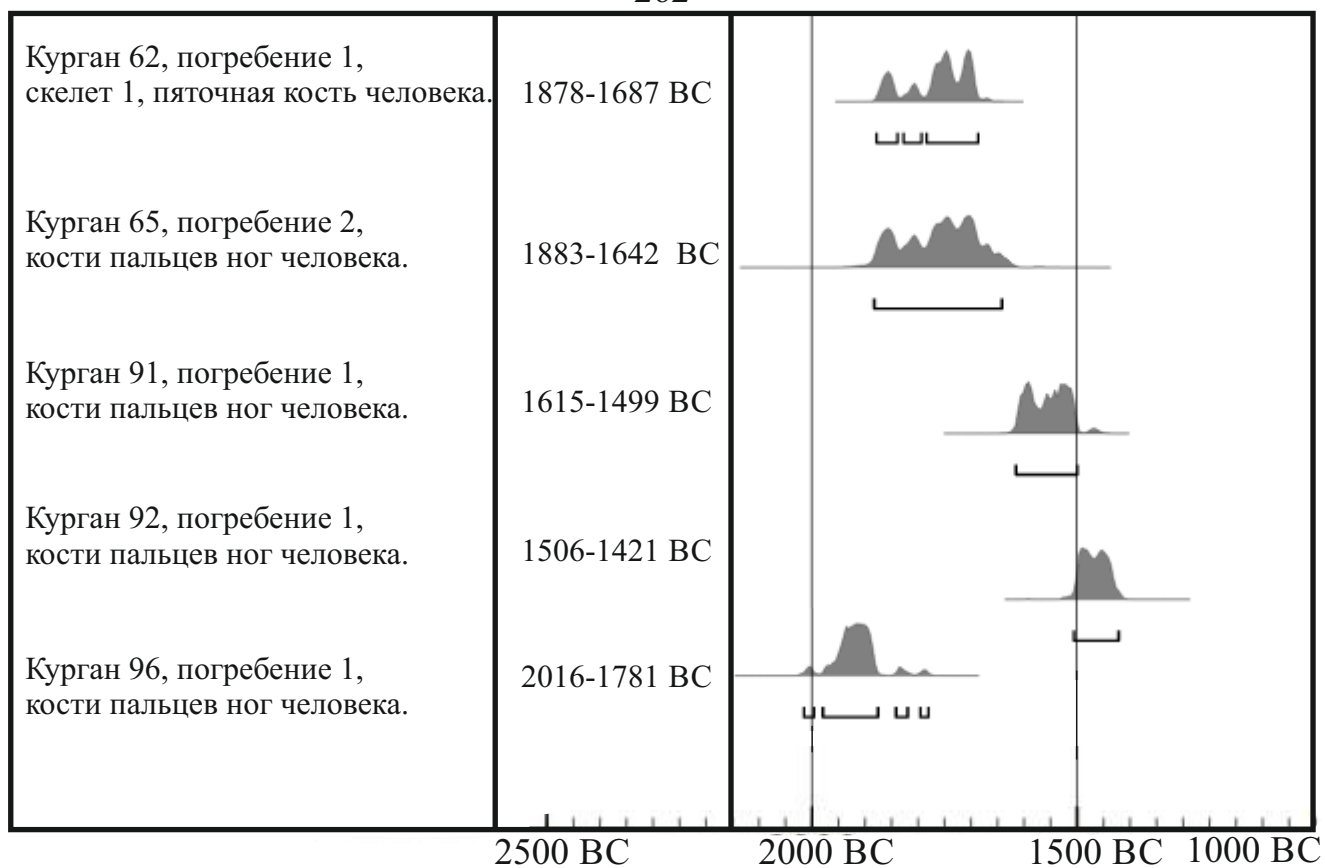 Курган 62, погребение 1,
скелет 1, пяточная кость человека.
1878-1687 BC
Курган 65, погребение 2,
кости пальцев ног человека.
1883-1642 BC
Курган 91, погребение 1,
кости пальцев ног человека.
1615-1499 BC
Курган 92, погребение 1,
кости пальцев ног человека.
1506-1421 BC
Курган 96, погребение 1,
кости пальцев ног человека.
2016-1781 BC
2500 BC 2000 BC 1500 BC 1000 BC